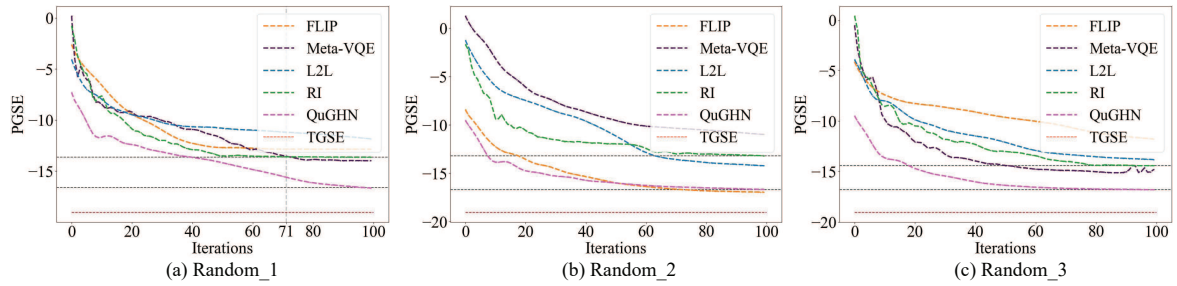 0
−5
−10
−15
PGSE
FLIP
Meta-VQE
L2L
RI
QuGHN
TGSE
0
20
40
60
71
80
100
Iterations
(a) Random_1
0
−5
−10
−15
−20
PGSE
FLIP
Meta-VQE
L2L
RI
QuGHN
TGSE
0
20
40
60
80
100
Iterations
(b) Random_2
0
−5
−10
−15
−20
PGSE
FLIP
Meta-VQE
L2L
RI
QuGHN
TGSE
0
20
40
60
80
100
Iterations
(c) Random_3